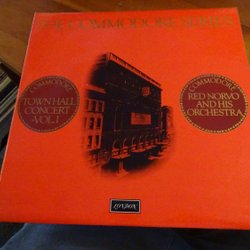 THE COMMODORE SERIES
COMMODORE
TOWN HALL
CONCERT
VOL.1
COMMODORE
RED NORVO
AND HIS
ORCHESTRA
LONDON